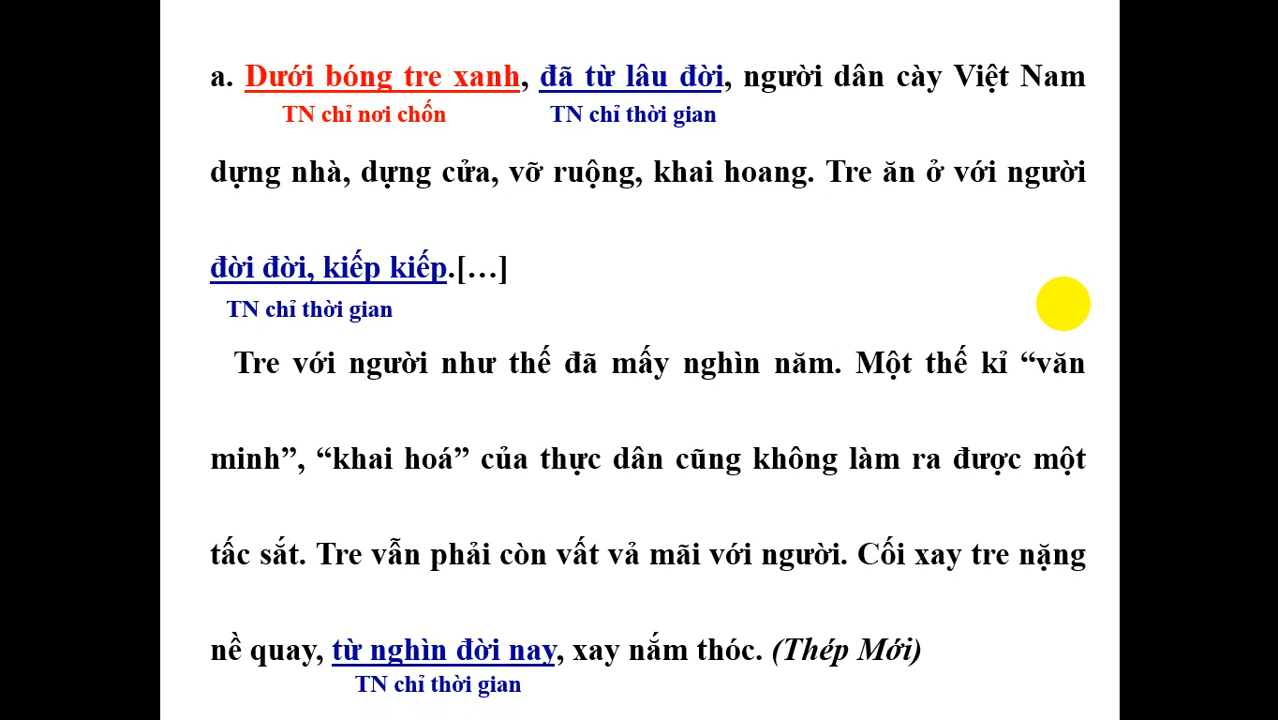 a. Dưới bóng tre xanh, đã từ lâu đời, người dân cày Việt Nam
TN chỉ nơi chốn TN chỉ thời gian
dựng nhà, dựng cửa, vỡ ruộng, khai hoang. Tre ăn ở với người
đời đời, kiếp kiếp.[…]
TN chỉ thời gian
Tre với người như thế đã mấy nghìn năm. Một thế kỉ “văn
minh”, “khai hoá” của thực dân cũng không làm ra được một
tấc sắt. Tre vẫn phải còn vất vả mãi với người. Cối xay tre nặng
nề quay, từ nghìn đời nay, xay nắm thóc. (Thép Mới)
TN chỉ thời gian